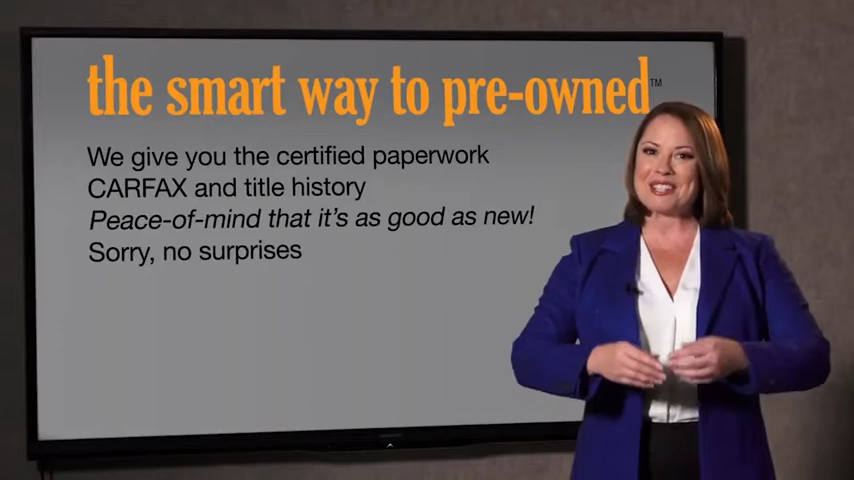 the smart way to pre-owned™
We give you the certified paperwork
CARFAX and title history
Peace-of-mind that it's as good as new!
Sorry, no surprises